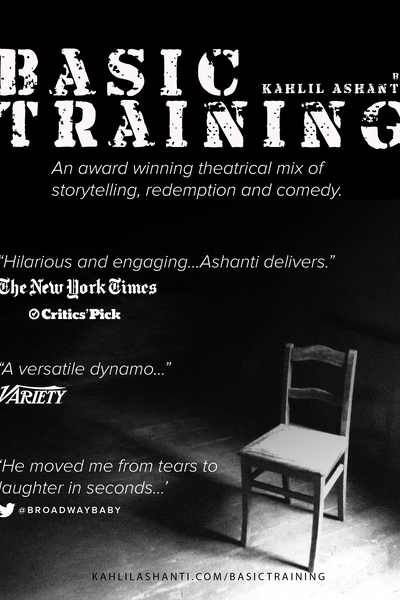 BASIC
B
KAHLIL ASHANT
TRAINING
An award winning theatrical mix of
storytelling, redemption and comedy.
“Hilarious and engaging...Ashanti delivers.”
The New York Times
Critics' Pick
“A versatile dynamo...”
VARIETY
‘He moved me from tears to
laughter in seconds...’
@BROADWAYBABY
KAHLILASHANTI.COM/BASICTRAINING